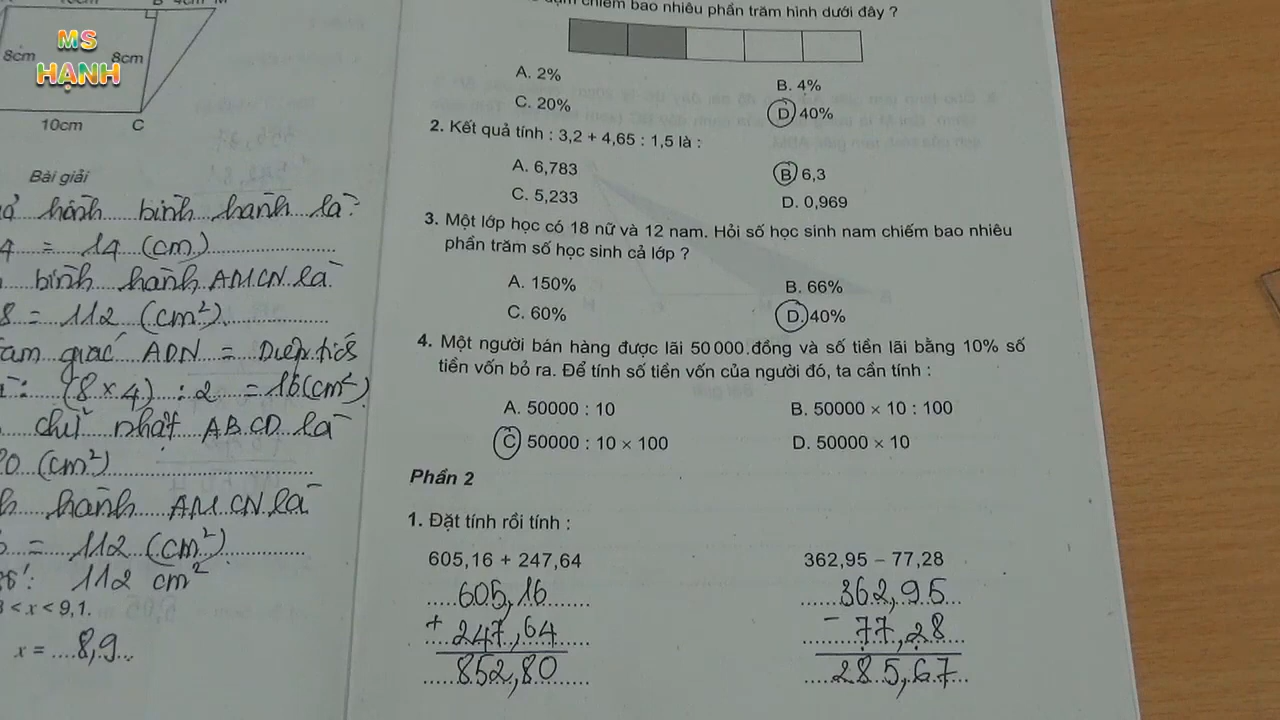 MS
HẠNH
8cm
8cm
10cm
C
Bài giải
hành bình hành là:
4 = 14 (cm)
bình hành AMCN là
8 = 112 (cm²)
tam giác ADN = Diện tích
là: (8 × 4) : 2 = 16 (cm²)
chữ nhật ABCD là
80 (cm²)
hành AMCN là
= 112 (cm²)
112 cm²
< x < 9,1.
x = 8,9
chiếm bao nhiêu phần trăm hình dưới đây ?
A. 2%
B. 4%
C. 20%
D. 40%
2. Kết quả tính : 3,2 + 4,65 : 1,5 là :
A. 6,783
B. 6,3
C. 5,233
D. 0,969
3. Một lớp học có 18 nữ và 12 nam. Hỏi số học sinh nam chiếm bao nhiêu
phần trăm số học sinh cả lớp ?
A. 150%
B. 66%
C. 60%
D. 40%
4. Một người bán hàng được lãi 50 000 đồng và số tiền lãi bằng 10% số
tiền vốn bỏ ra. Để tính số tiền vốn của người đó, ta cần tính :
A. 50000 : 10
B. 50000 × 10 : 100
C. 50000 : 10 × 100
D. 50000 × 10
Phần 2
1. Đặt tính rồi tính :
605,16 + 247,64
362,95 – 77,28
605,16
+ 247,64
852,80
362,95
– 77,28
285,67